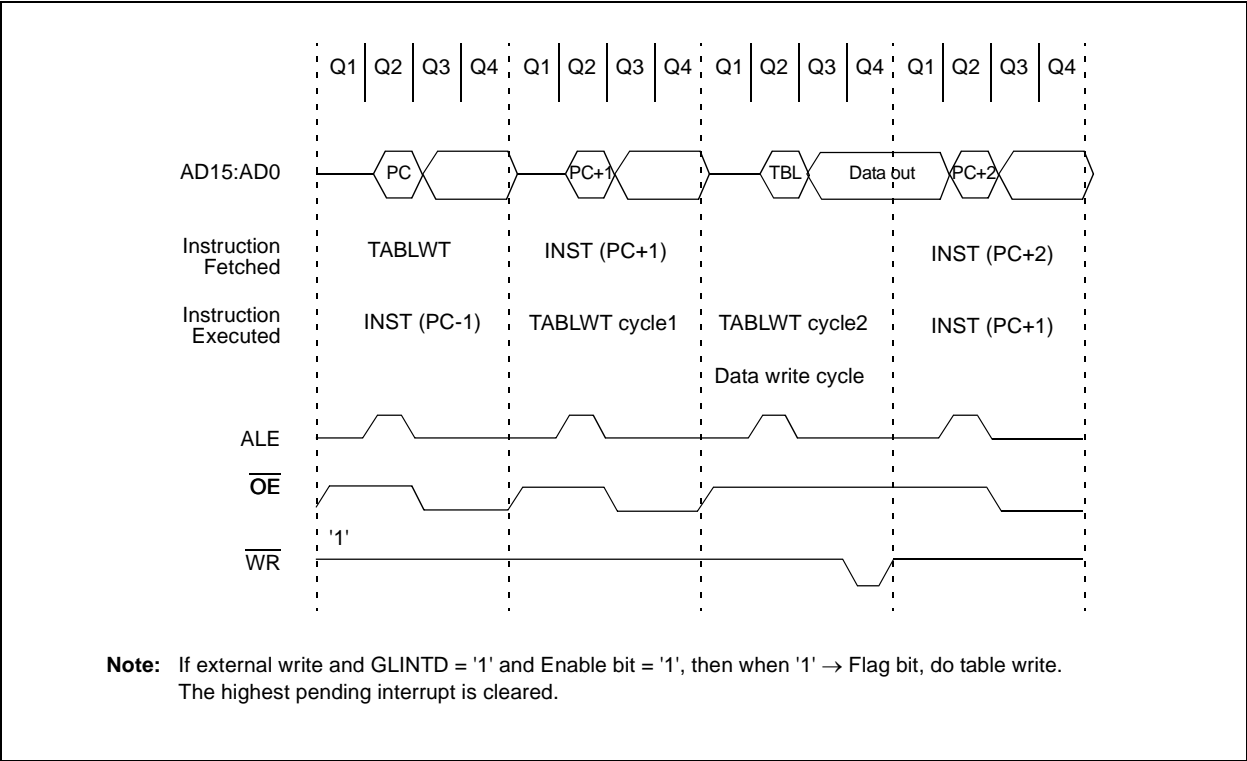 Q1 Q2 Q3 Q4 Q1 Q2 Q3 Q4 Q1 Q2 Q3 Q4 Q1 Q2 Q3 Q4
AD15:AD0 PC PC+1 TBL Data out PC+2
Instruction
Fetched
TABLWT INST (PC+1) INST (PC+2)
Instruction
Executed
INST (PC-1) TABLWT cycle1 TABLWT cycle2 INST (PC+1)
Data write cycle
ALE
OE
'1'
WR
Note: If external write and GLINTD = '1' and Enable bit = '1', then when '1' → Flag bit, do table write.
The highest pending interrupt is cleared.